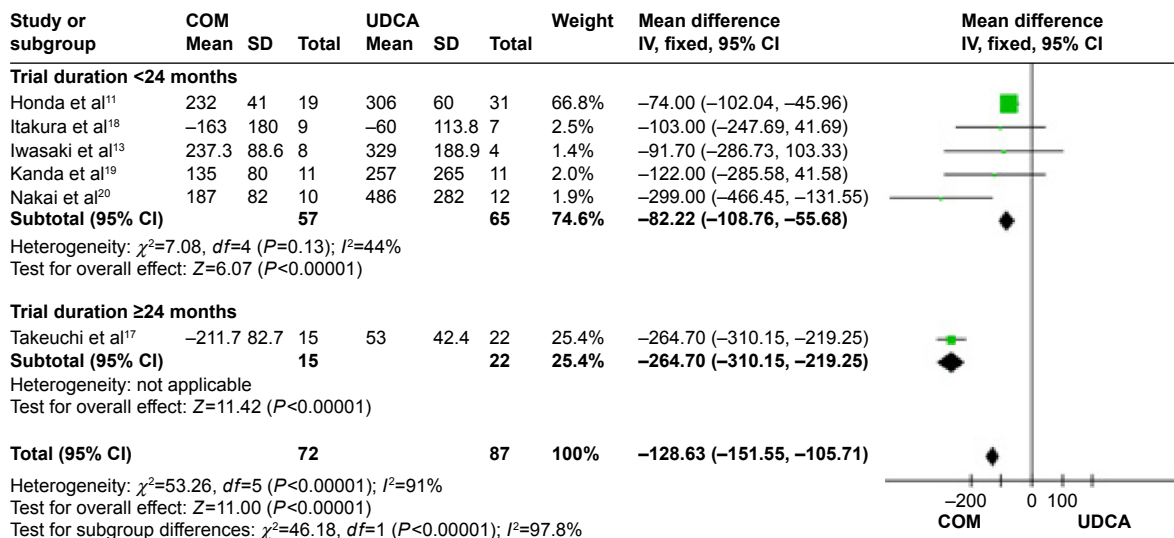 Study or COM UDCA Weight Mean difference Mean difference
subgroup Mean SD Total Mean SD Total IV, fixed, 95% CI IV, fixed, 95% CI
Trial duration <24 months
Honda et al¹¹ 232 41 19 306 60 31 66.8% –74.00 (–102.04, –45.96)
Itakura et al¹⁸ –163 180 9 –60 113.8 7 2.5% –103.00 (–247.69, 41.69)
Iwasaki et al¹³ 237.3 88.6 8 329 188.9 4 1.4% –91.70 (–286.73, 103.33)
Kanda et al¹⁹ 135 80 11 257 265 11 2.0% –122.00 (–285.58, 41.58)
Nakai et al²⁰ 187 82 10 486 282 12 1.9% –299.00 (–466.45, –131.55)
Subtotal (95% CI) 57 65 74.6% –82.22 (–108.76, –55.68)
Heterogeneity: χ²=7.08, df=4 (P=0.13); I²=44%
Test for overall effect: Z=6.07 (P<0.00001)
Trial duration ≥24 months
Takeuchi et al¹⁷ –211.7 82.7 15 53 42.4 22 25.4% –264.70 (–310.15, –219.25)
Subtotal (95% CI) 15 22 25.4% –264.70 (–310.15, –219.25)
Heterogeneity: not applicable
Test for overall effect: Z=11.42 (P<0.00001)
Total (95% CI) 72 87 100% –128.63 (–151.55, –105.71)
Heterogeneity: χ²=53.26, df=5 (P<0.00001); I²=91%
Test for overall effect: Z=11.00 (P<0.00001)
Test for subgroup differences: χ²=46.18, df=1 (P<0.00001); I²=97.8%
–200 0 100
COM UDCA